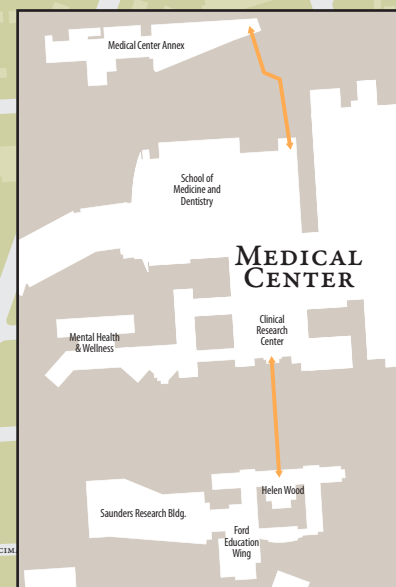 Medical Center Annex
School of
Medicine and
Dentistry
MEDICAL
CENTER
Clinical
Research
Center
Mental Health
& Wellness
Helen Wood
Saunders Research Bldg.
Ford
Education
Wing